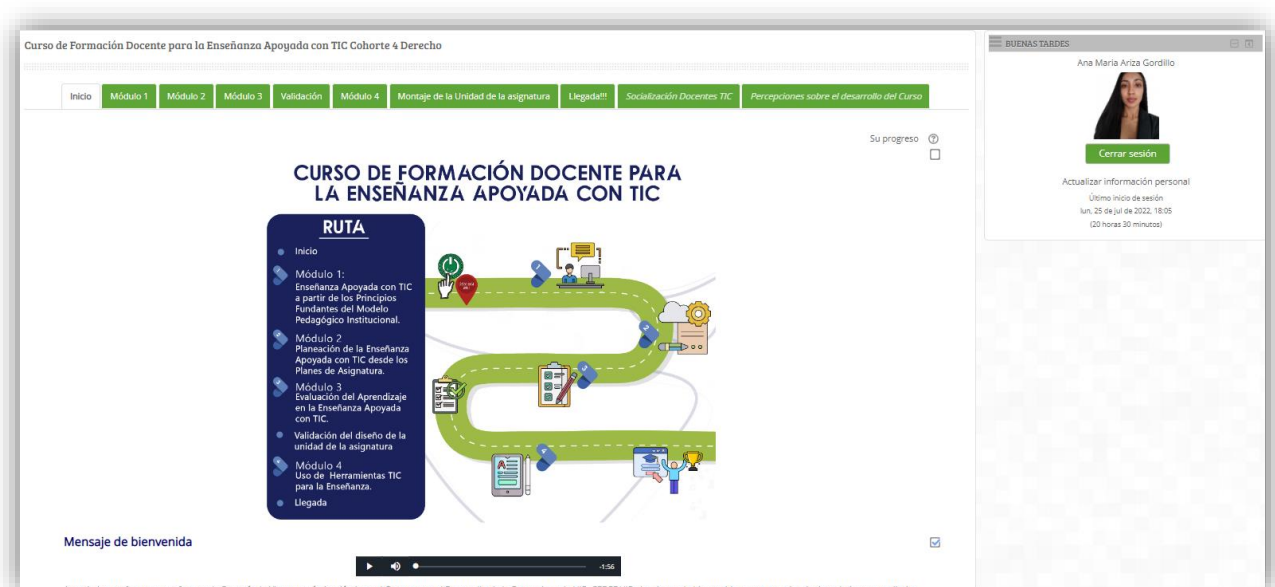 Curso de Formación Docente para la Enseñanza Apoyada con TIC Cohorte 4 Derecho
Inicio
Módulo 1
Módulo 2
Módulo 3
Validación
Módulo 4
Montaje de la Unidad de la asignatura
Llegada!!!
Socialización Docentes TIC
Percepciones sobre el desarrollo del Curso
Su progreso
CURSO DE FORMACIÓN DOCENTE PARA
LA ENSEÑANZA APOYADA CON TIC
RUTA
Inicio
Módulo 1:
Enseñanza Apoyada con TIC
a partir de los Principios
Fundantes del Modelo
Pedagógico Institucional.
Módulo 2
Planeación de la Enseñanza
Apoyada con TIC desde los
Planes de Asignatura.
Módulo 3
Evaluación del Aprendizaje
en la Enseñanza Apoyada
con TIC.
Validación del diseño de la
unidad de la asignatura
Módulo 4
Uso de Herramientas TIC
para la Enseñanza.
Llegada
1
2
3
4
Mensaje de bienvenida
-1:56
BUENAS TARDES
Ana Maria Ariza Gordillo
Cerrar sesión
Actualizar información personal
Último inicio de sesión
lun, 25 de jul de 2022, 18:05
(20 horas 30 minutos)